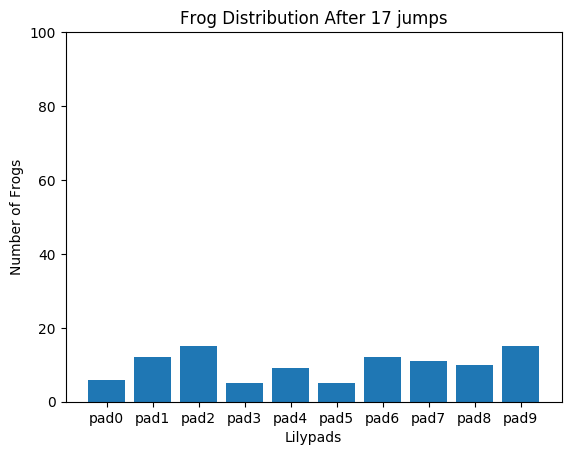 Frog Distribution After 17 jumps
100
80
60
40
20
0
Number of Frogs
pad0 pad1 pad2 pad3 pad4 pad5 pad6 pad7 pad8 pad9
Lilypads